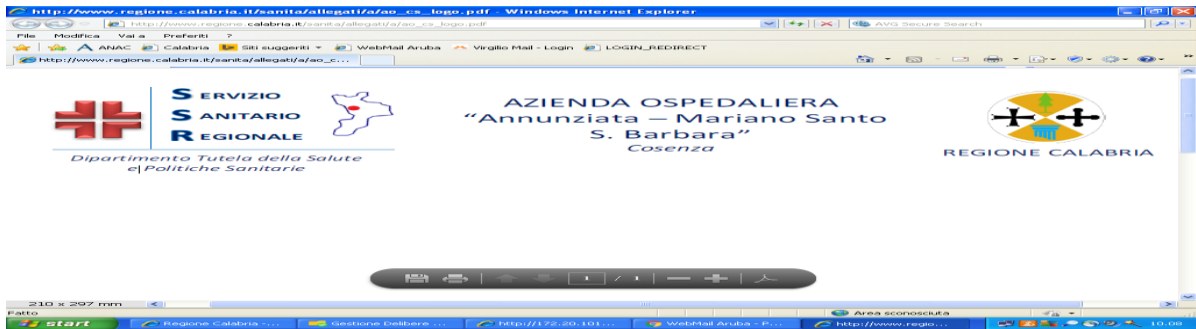 http://www.regione.calabria.it/sanita/allegati/a/ao_cs_logo.pdf - Windows Internet Explorer
http://www.regione.calabria.it/sanita/allegati/a/ao_cs_logo.pdf
AVG Secure Search
File Modifica Vai a Preferiti ?
ANAC Calabria Siti suggeriti WebMail Aruba Virgilio Mail - Login LOGIN_REDIRECT
http://www.regione.calabria.it/sanita/allegati/a/ao_c...
SERVIZIO
SANITARIO
REGIONALE
Dipartimento Tutela della Salute
e Politiche Sanitarie
AZIENDA OSPEDALIERA
“Annunziata – Mariano Santo
S. Barbara”
Cosenza
REGIONE CALABRIA
1 / 1
210 x 297 mm
Fatto
Area sconosciuta
start Regione Calabria -... Gestione Delibere ... http://172.20.101... WebMail Aruba - P... http://www.regio... 10.08